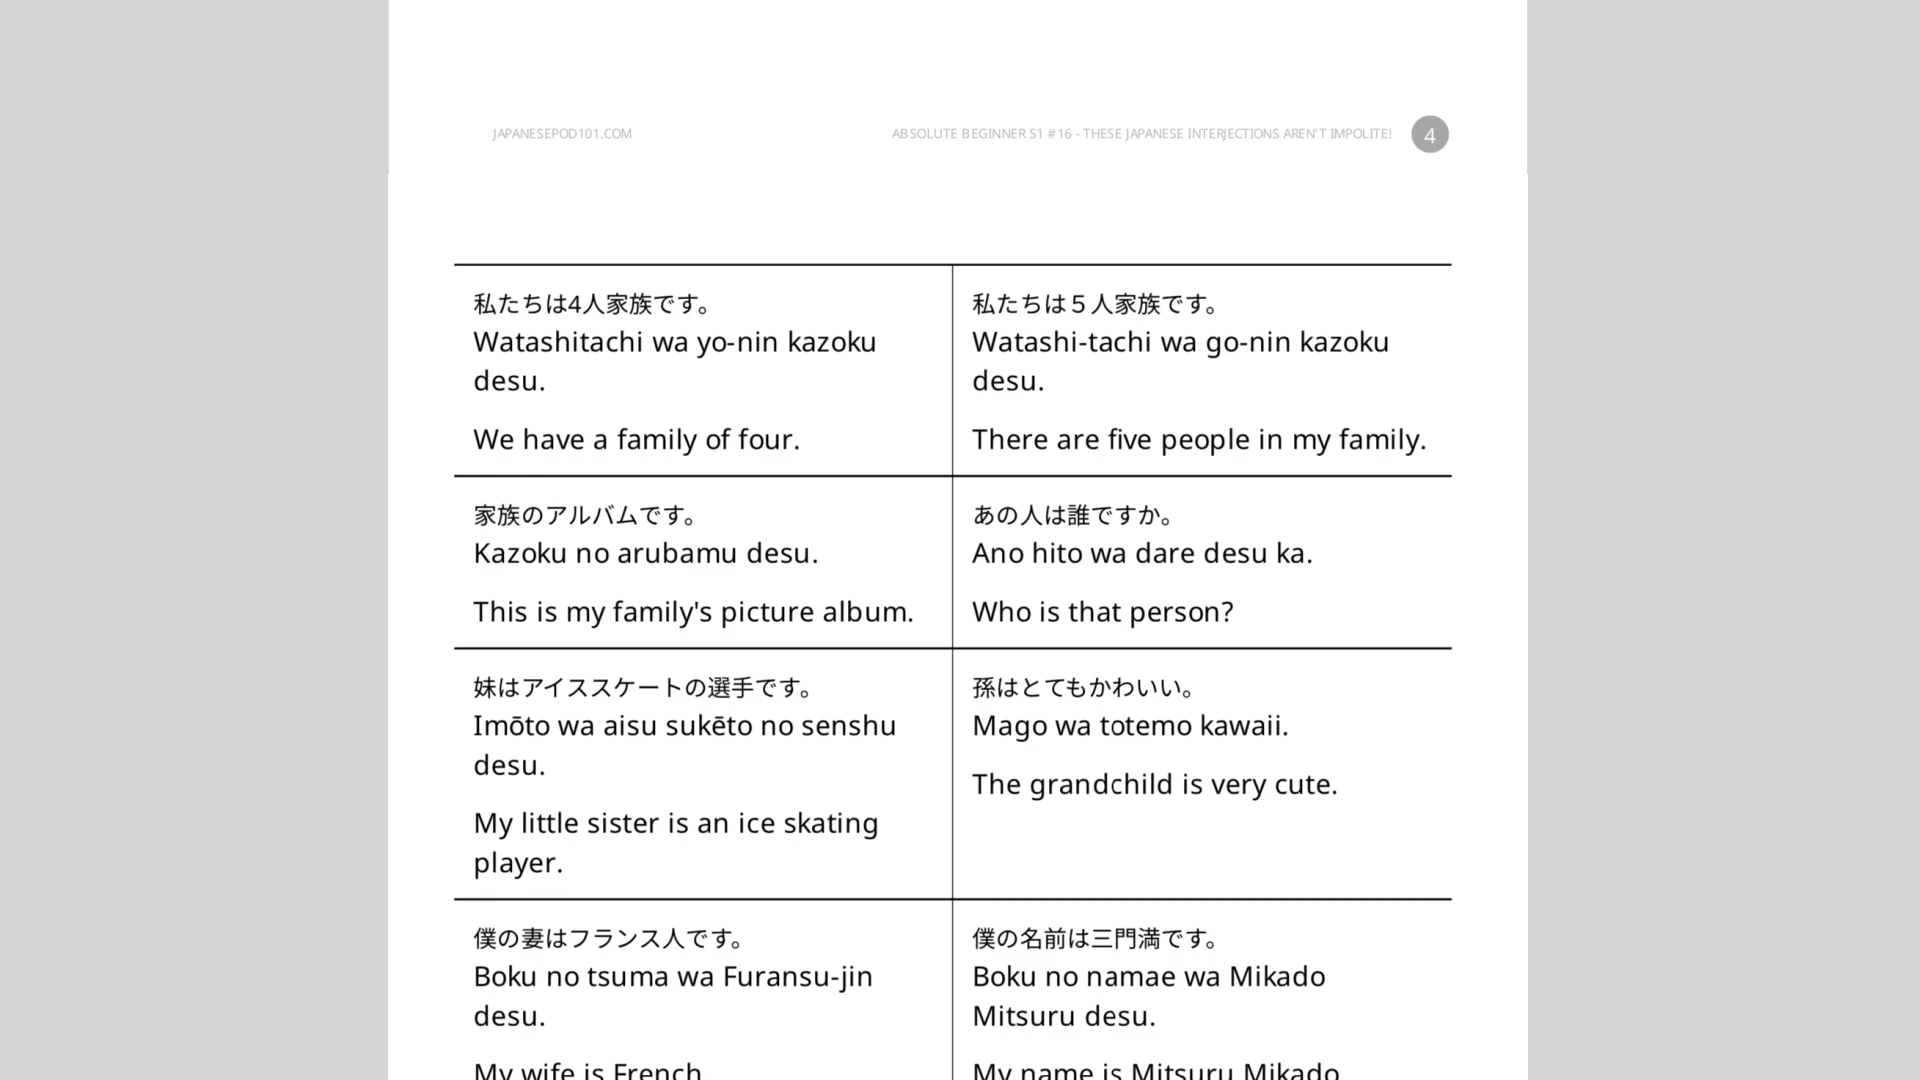 JAPANESEPOD101.COM
ABSOLUTE BEGINNER S1 #16 - THESE JAPANESE INTERJECTIONS AREN'T IMPOLITE!
4
私たちは4人家族です。
Watashitachi wa yo-nin kazoku
desu.
We have a family of four.
私たちは５人家族です。
Watashi-tachi wa go-nin kazoku
desu.
There are five people in my family.
家族のアルバムです。
Kazoku no arubamu desu.
This is my family's picture album.
あの人は誰ですか。
Ano hito wa dare desu ka.
Who is that person?
妹はアイススケートの選手です。
Imōto wa aisu sukēto no senshu
desu.
My little sister is an ice skating
player.
孫はとてもかわいい。
Mago wa totemo kawaii.
The grandchild is very cute.
僕の妻はフランス人です。
Boku no tsuma wa Furansu-jin
desu.
My wife is French.
僕の名前は三門満です。
Boku no namae wa Mikado
Mitsuru desu.
My name is Mitsuru Mikado.